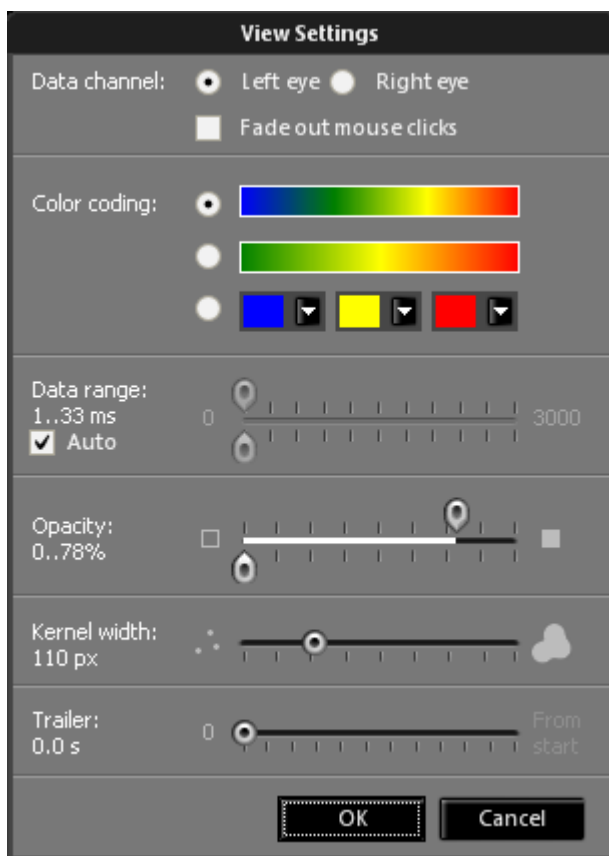 View Settings
Data channel: Left eye Right eye
Fade out mouse clicks
Color coding:
Data range:
1..33 ms
0 3000
Auto
Opacity:
0..78%
Kernel width:
110 px
Trailer:
0.0 s
0 From
start
OK Cancel